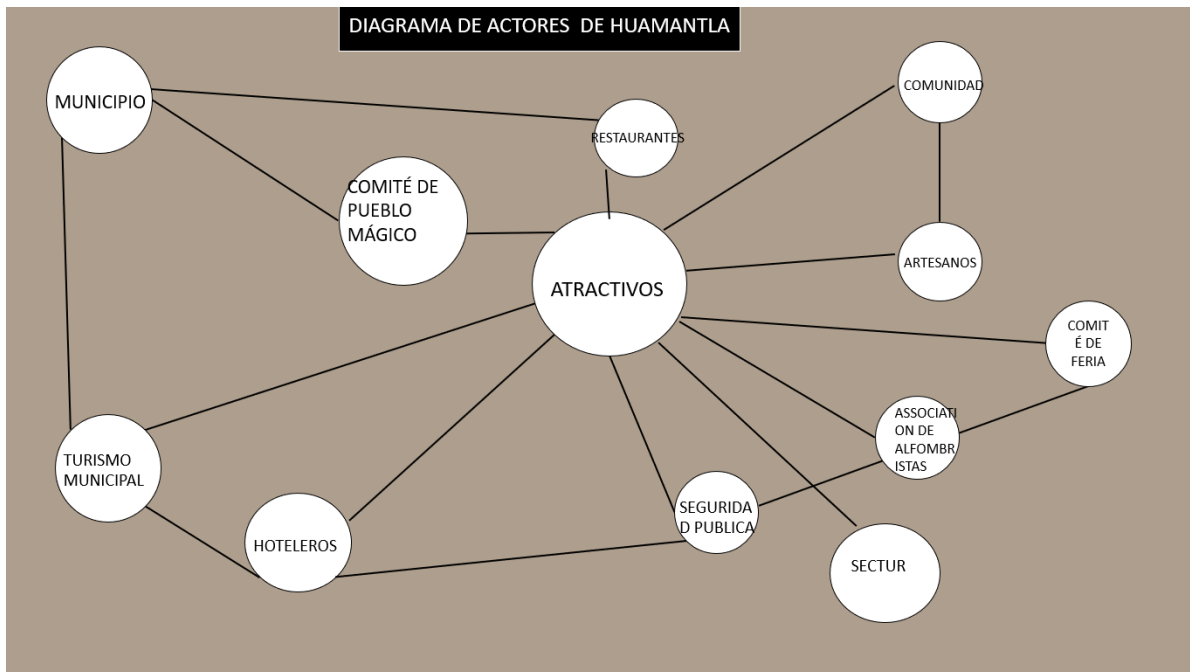 DIAGRAMA DE ACTORES DE HUAMANTLA
MUNICIPIO
COMUNIDAD
RESTAURANTES
COMITÉ DE
PUEBLO
MÁGICO
ARTESANOS
ATRACTIVOS
COMIT
É DE
FERIA
ASSOCIATI
ON DE
ALFOMBR
ISTAS
TURISMO
MUNICIPAL
SEGURIDA
D PUBLICA
HOTELEROS
SECTUR